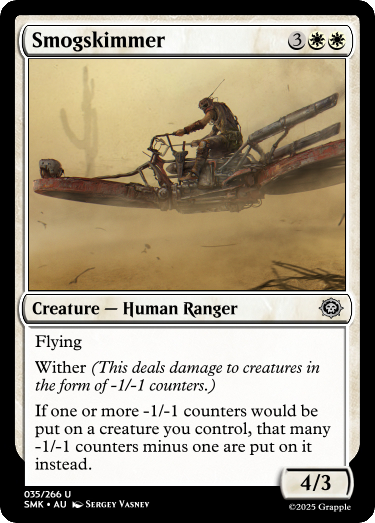 Smogskimmer 3
Creature — Human Ranger
Flying
Wither (This deals damage to creatures in
the form of -1/-1 counters.)
If one or more -1/-1 counters would be
put on a creature you control, that many
-1/-1 counters minus one are put on it
instead.
4/3
035/266 U
SMK • AU Sergey Vasnev
©2025 Grapple